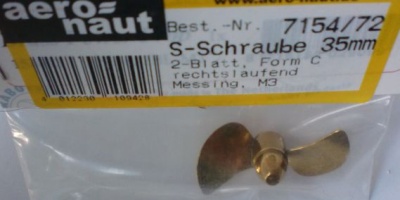 aero=
naut
Best.-Nr. 7154/72
S-Schraube 35mm
2-Blatt, Form C
rechtslaufend
Messing, M3